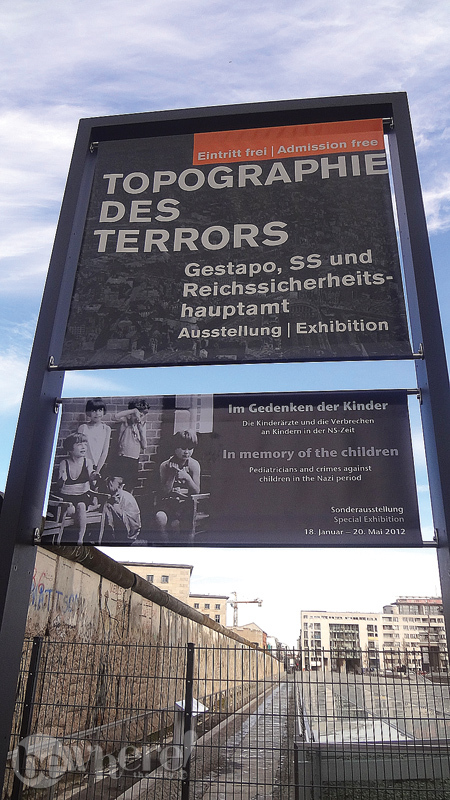 Eintritt frei | Admission free
TOPOGRAPHIE
DES
TERRORS
Gestapo, SS und
Reichssicherheits-
hauptamt
Ausstellung | Exhibition
Im Gedenken der Kinder
Die Kinderärzte und die Verbrechen
an Kindern in der NS-Zeit
In memory of the children
Pediatricians and crimes against
children in the Nazi period
Sonderausstellung
Special Exhibition
18. Januar – 20. Mai 2012
bewhere!